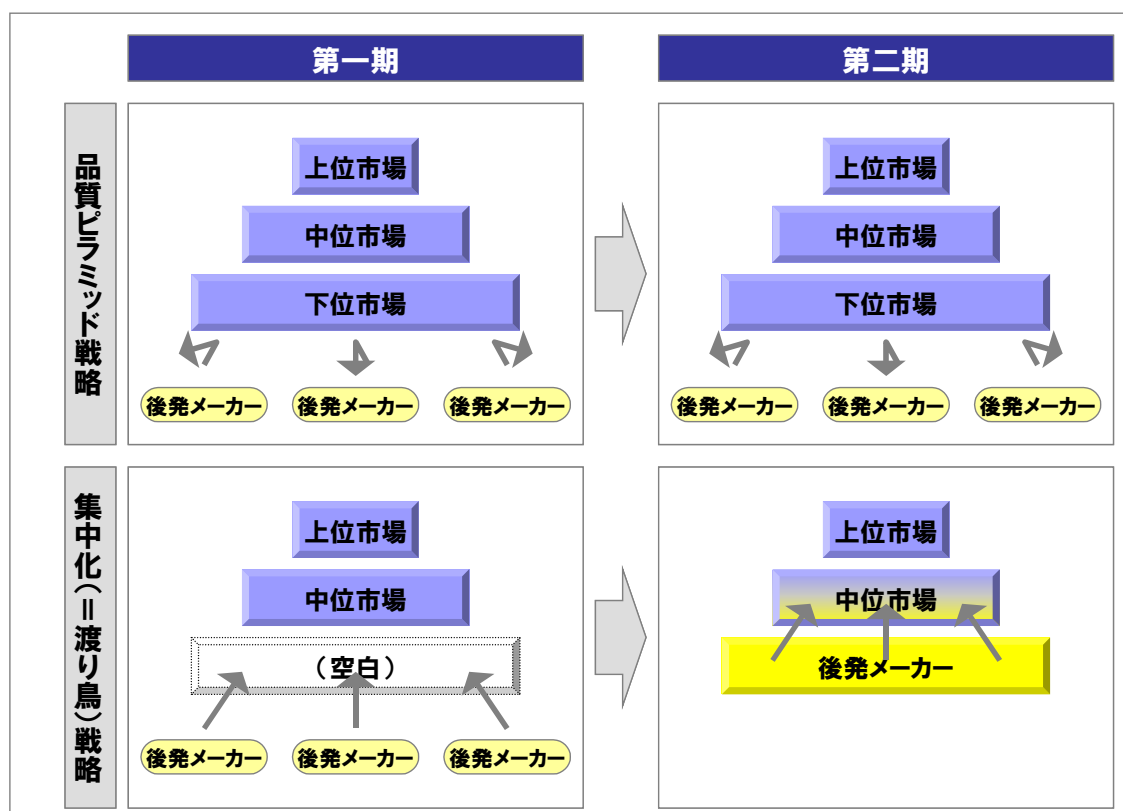 第一期
第二期
品質ピラミッド戦略
上位市場
中位市場
下位市場
後発メーカー
後発メーカー
後発メーカー
上位市場
中位市場
下位市場
後発メーカー
後発メーカー
後発メーカー
集中化（＝渡り鳥）戦略
上位市場
中位市場
（空白）
後発メーカー
後発メーカー
後発メーカー
上位市場
中位市場
後発メーカー